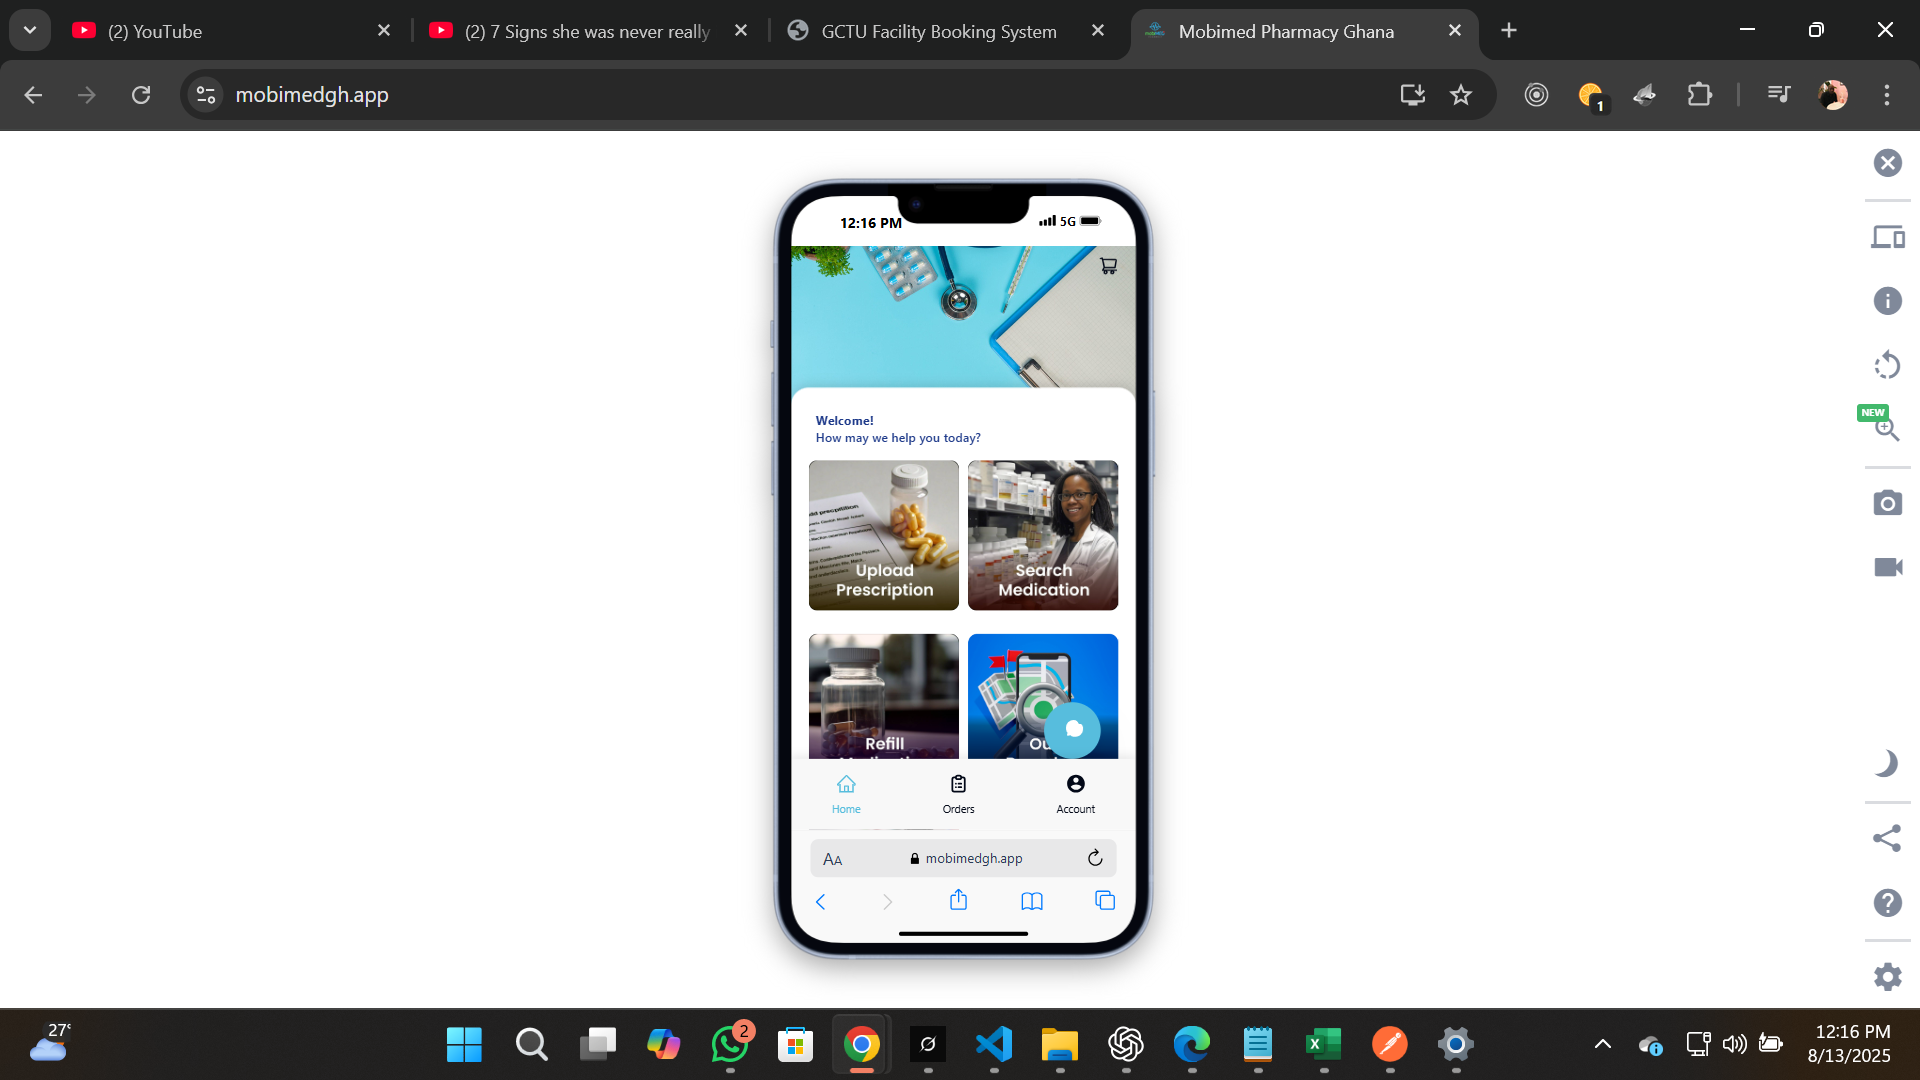 (2) YouTube
(2) 7 Signs she was never really
GCTU Facility Booking System
Mobimed Pharmacy Ghana
mobimedgh.app
1
12:16 PM
5G
Welcome!
How may we help you today?
Upload
Prescription
Search
Medication
Refill
Ou
NEW
Home
Orders
Account
AA
mobimedgh.app
27°
2
12:16 PM
8/13/2025